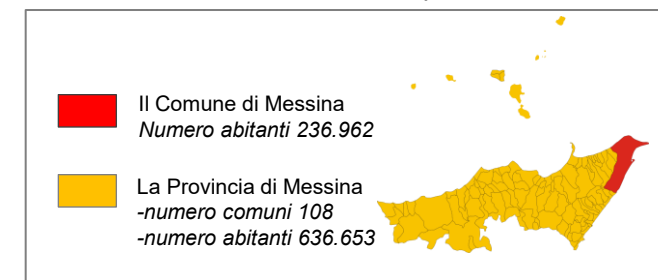 Il Comune di Messina
Numero abitanti 236.962
La Provincia di Messina
-numero comuni 108
-numero abitanti 636.653